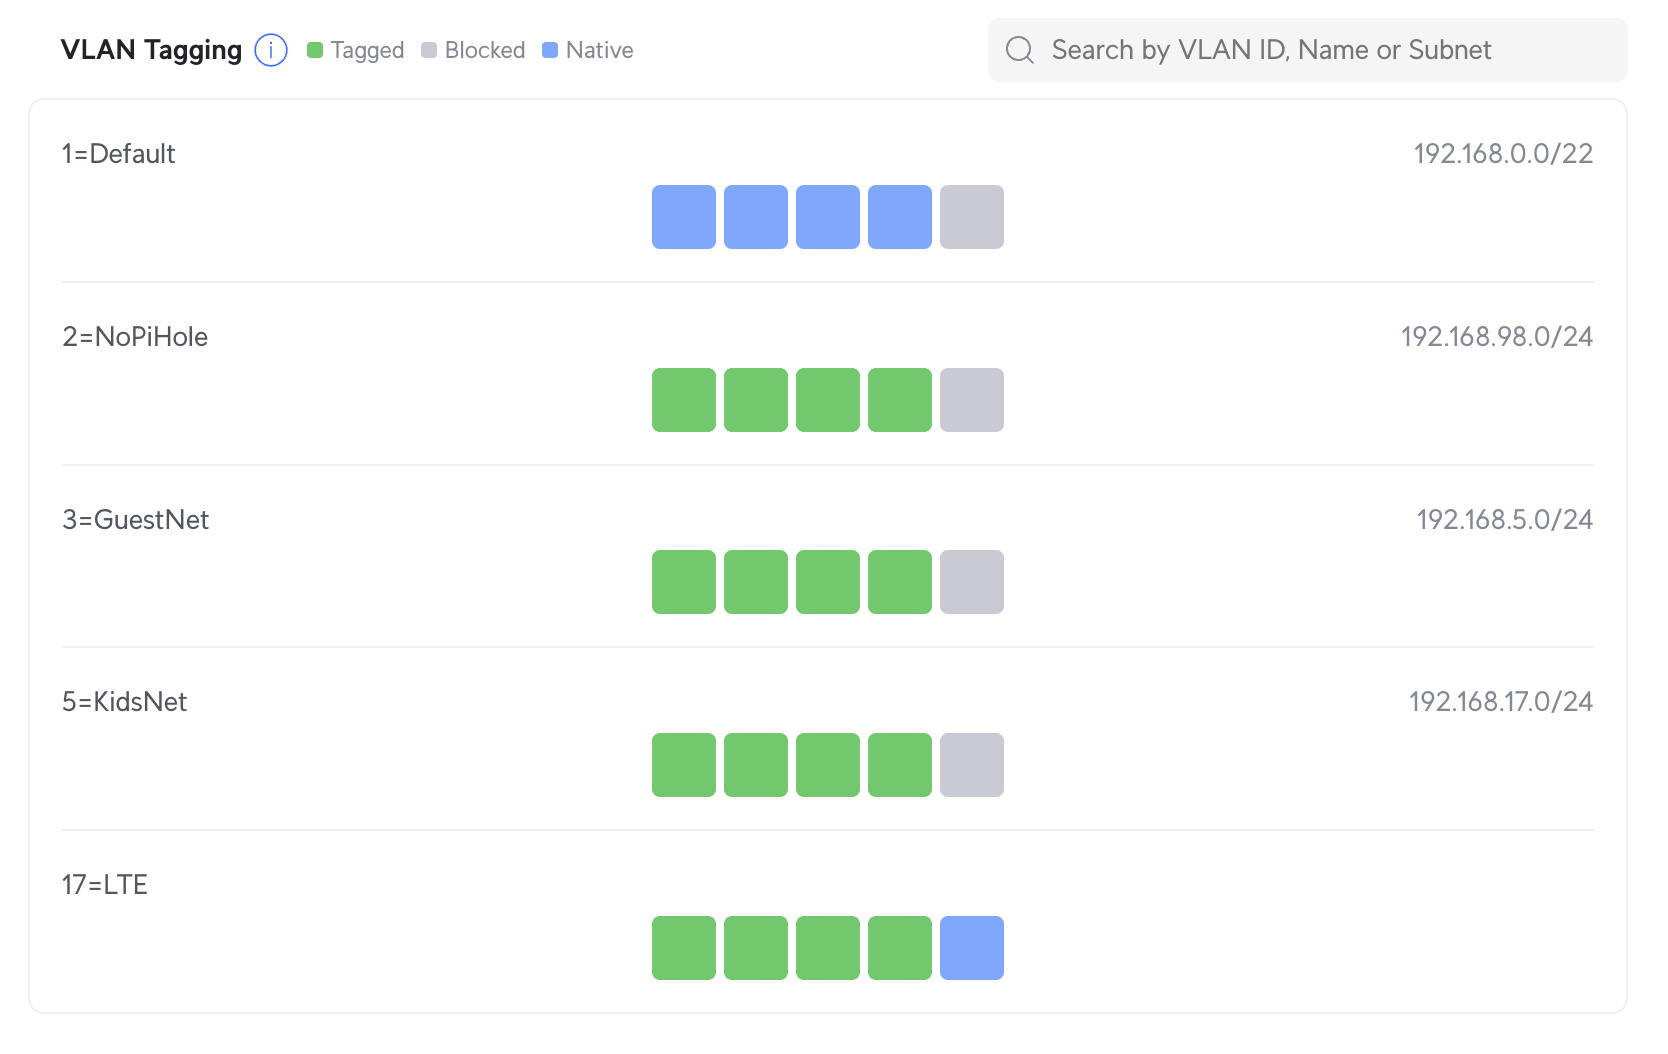 VLAN Tagging i Tagged Blocked Native Search by VLAN ID, Name or Subnet
1=Default 192.168.0.0/22
2=NoPiHole 192.168.98.0/24
3=GuestNet 192.168.5.0/24
5=KidsNet 192.168.17.0/24
17=LTE